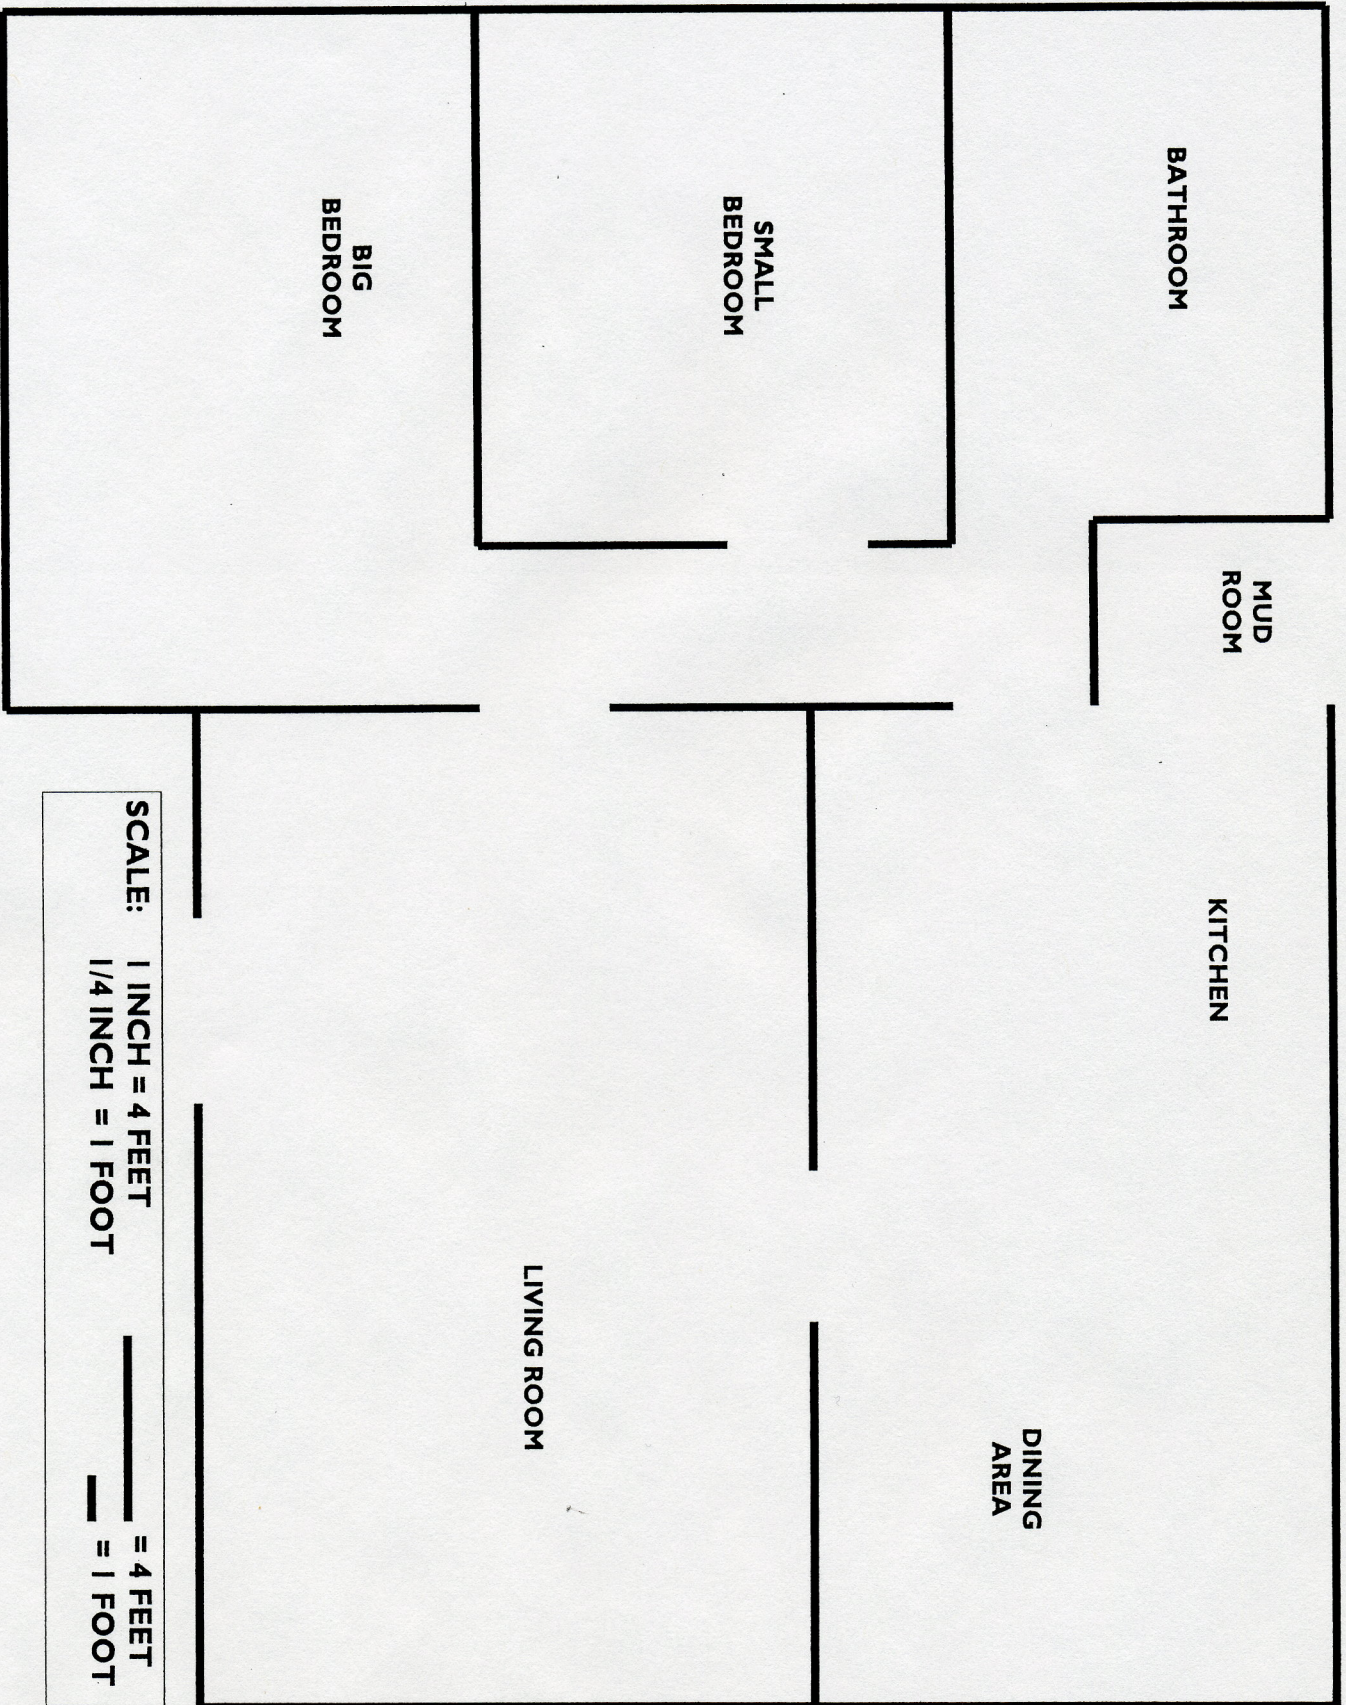 BATHROOM
MUD
ROOM
KITCHEN
DINING
AREA
SMALL
BEDROOM
BIG
BEDROOM
LIVING ROOM
SCALE: 1 INCH = 4 FEET = 4 FEET
1/4 INCH = 1 FOOT = 1 FOOT